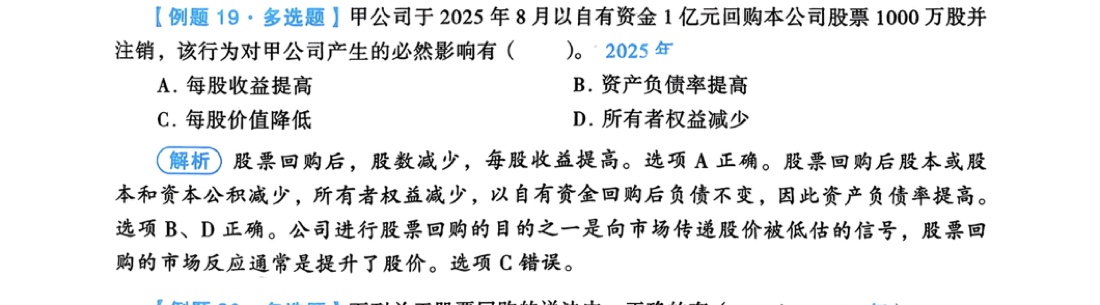 【例题 19·多选题】甲公司于 2025 年 8 月以自有资金 1 亿元回购本公司股票 1000 万股并
注销，该行为对甲公司产生的必然影响有（　　）。2025 年
A. 每股收益提高　　B. 资产负债率提高
C. 每股价值降低　　D. 所有者权益减少
解析 股票回购后，股数减少，每股收益提高。选项 A 正确。股票回购后股本或股
本和资本公积减少，所有者权益减少，以自有资金回购后负债不变，因此资产负债率提高。
选项 B、D 正确。公司进行股票回购的目的之一是向市场传递股价被低估的信号，股票回
购的市场反应通常是提升了股价。选项 C 错误。